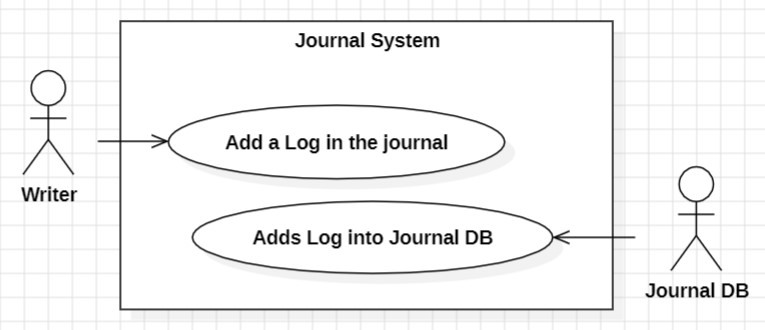 Journal System
Add a Log in the journal
Writer
Adds Log into Journal DB
Journal DB